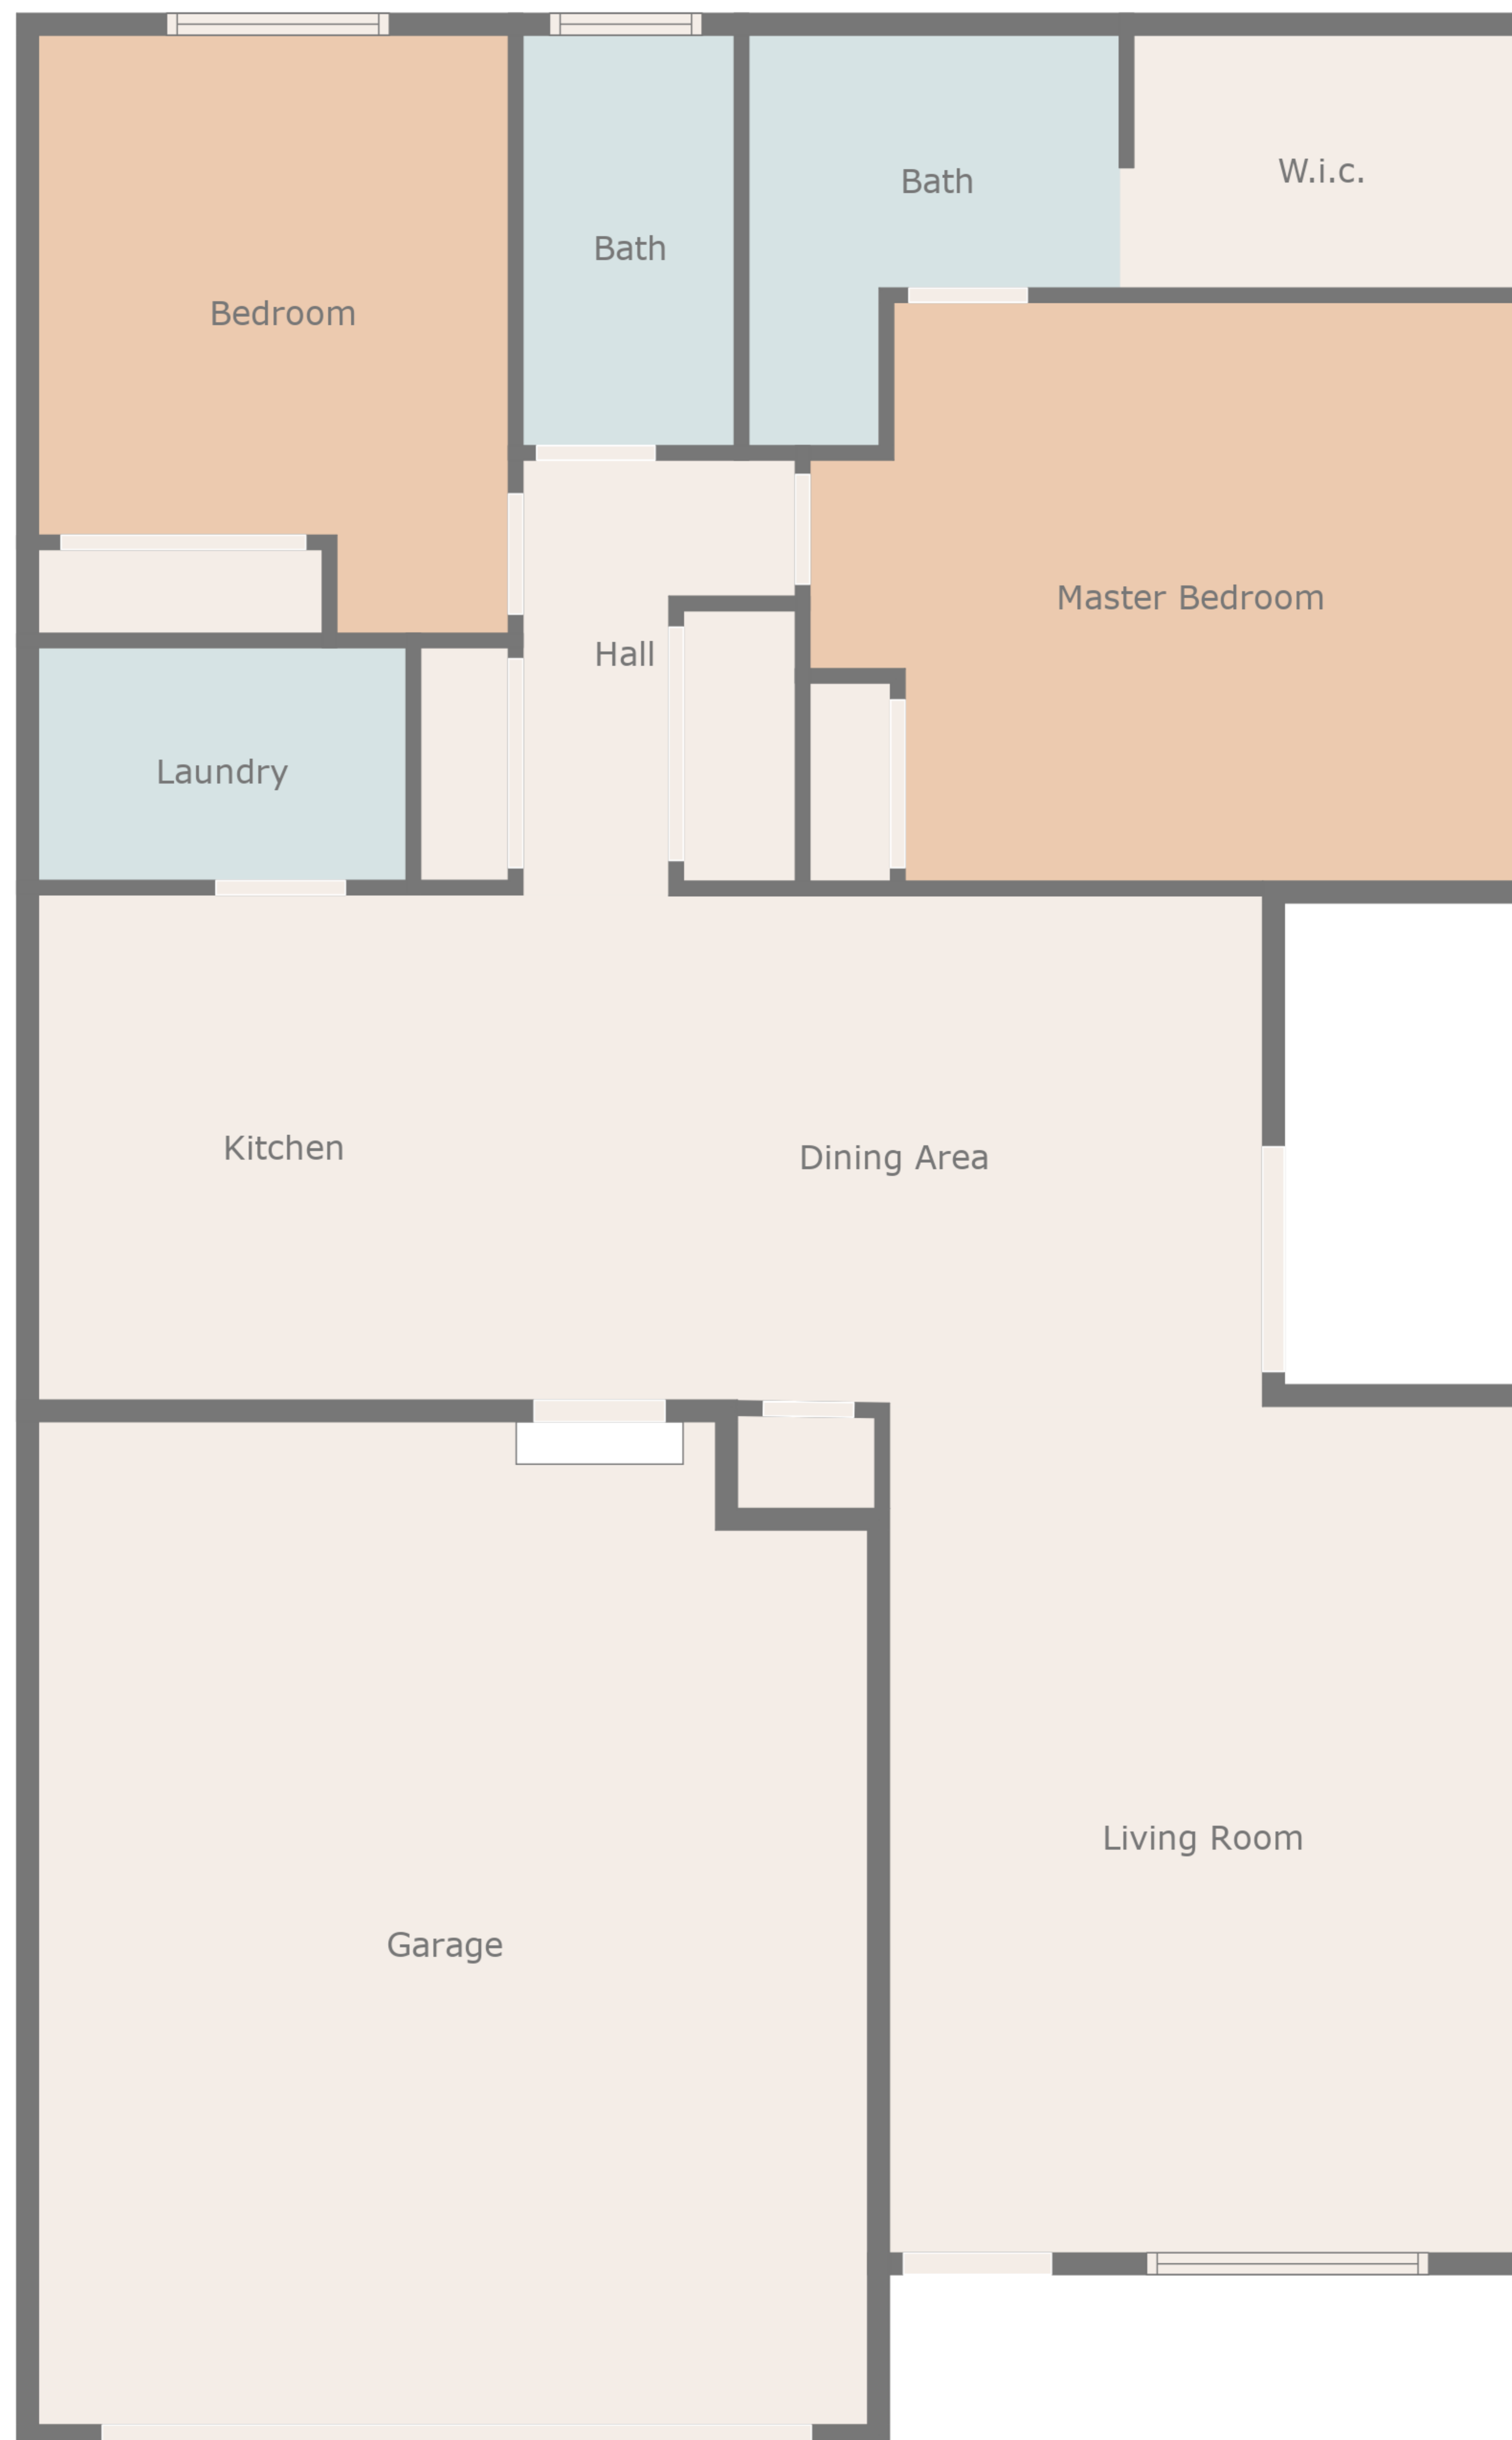 Bath
W.i.c.
Bath
Bedroom
Master Bedroom
Hall
Laundry
Kitchen
Dining Area
Living Room
Garage